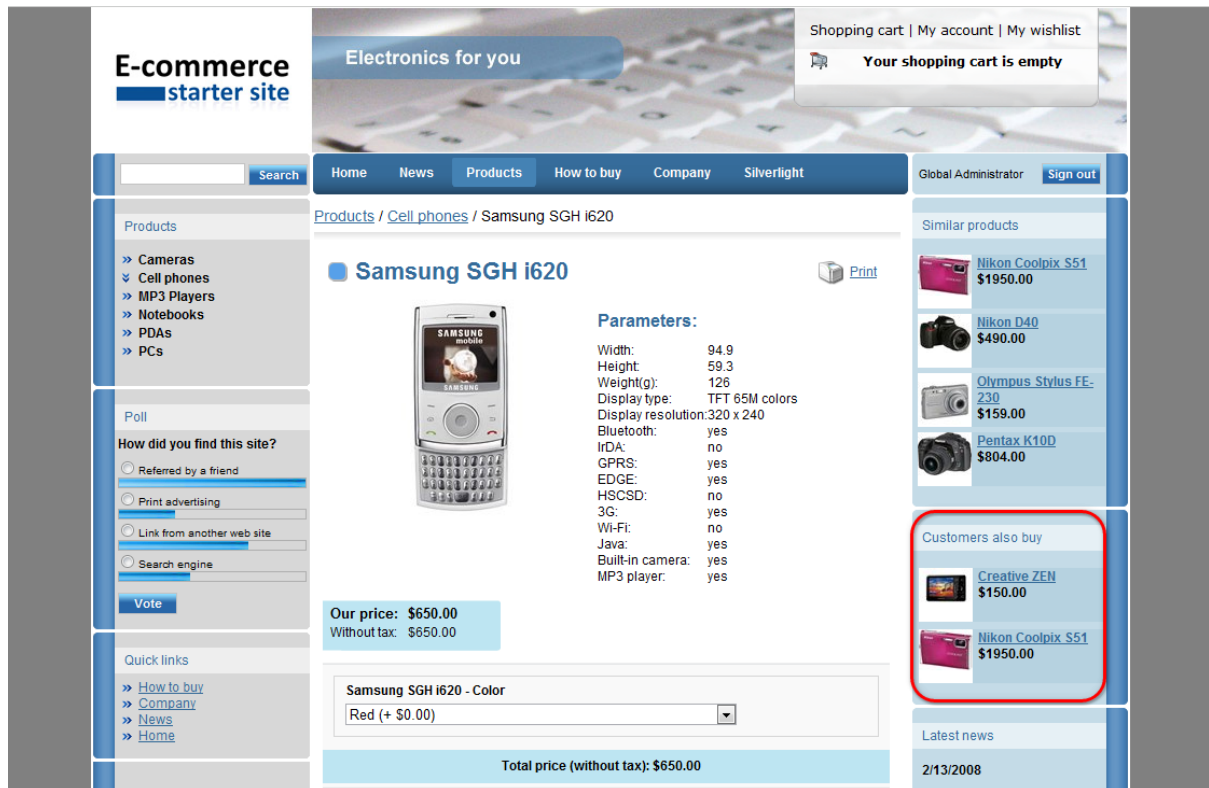 E-commerce
starter site
Electronics for you
Shopping cart | My account | My wishlist
Your shopping cart is empty
Search
Home News Products How to buy Company Silverlight
Global Administrator Sign out
Products
» Cameras
Cell phones
» MP3 Players
» Notebooks
» PDAs
» PCs
Poll
How did you find this site?
Referred by a friend
Print advertising
Link from another web site
Search engine
Vote
Quick links
» How to buy
» Company
» News
» Home
Products / Cell phones / Samsung SGH i620
Samsung SGH i620
Print
SAMSUNG
mobile
SAMSUNG
Parameters:
Width: 94.9
Height: 59.3
Weight(g): 126
Display type: TFT 65M colors
Display resolution:320 x 240
Bluetooth: yes
IrDA: no
GPRS: yes
EDGE: yes
HSCSD: no
3G: yes
Wi-Fi: no
Java: yes
Built-in camera: yes
MP3 player: yes
Our price: $650.00
Without tax: $650.00
Samsung SGH i620 - Color
Red (+ $0.00)
Total price (without tax): $650.00
Similar products
Nikon Coolpix S51
$1950.00
Nikon D40
$490.00
Olympus Stylus FE-
230
$159.00
Pentax K10D
$804.00
Customers also buy
Creative ZEN
$150.00
Nikon Coolpix S51
$1950.00
Latest news
2/13/2008